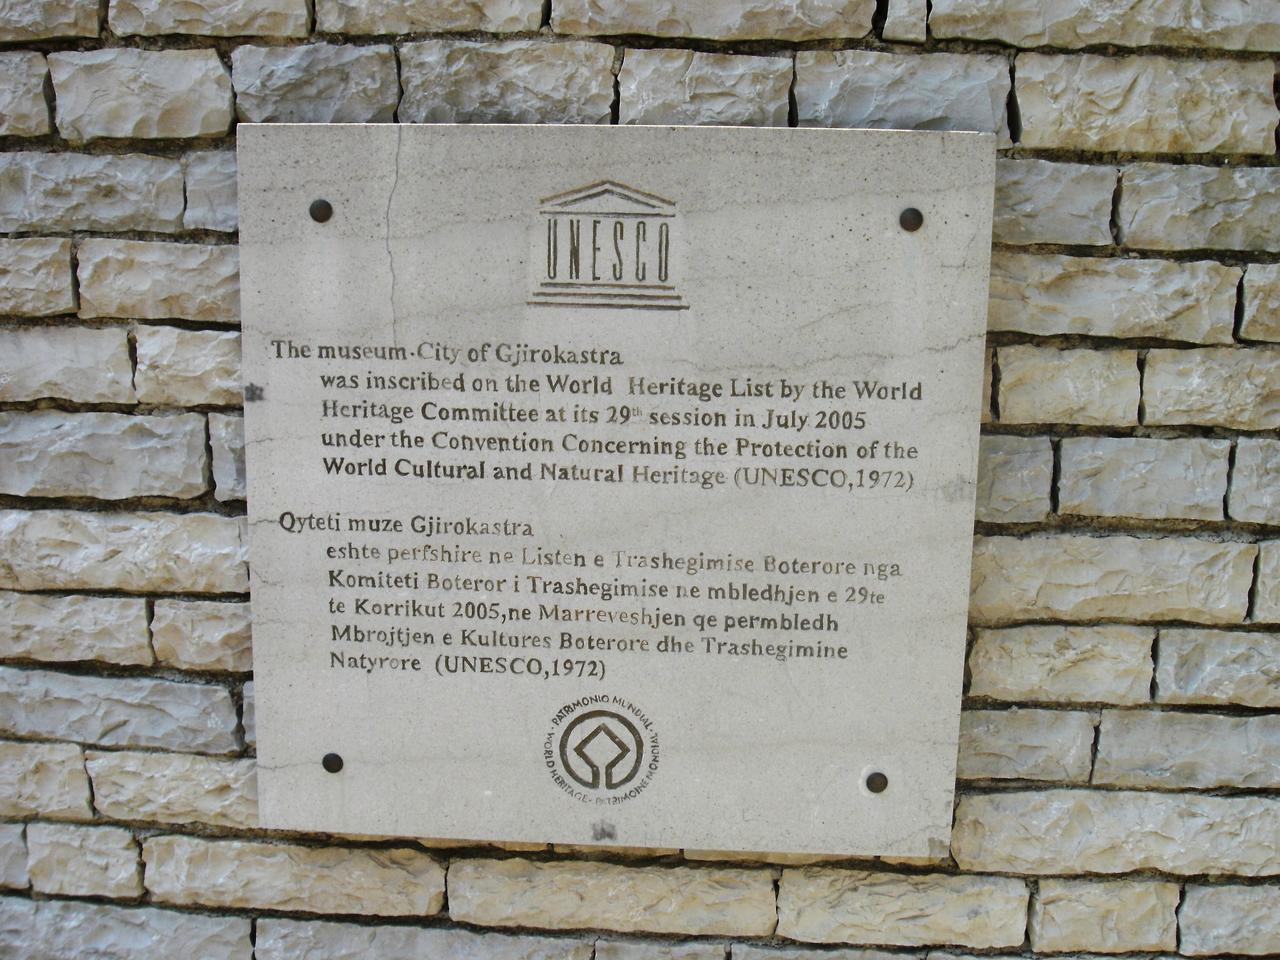 UNESCO
The museum-City of Gjirokastra
was inscribed on the World Heritage List by the World
Heritage Committee at its 29th session in July 2005
under the Convention Concerning the Protection of the
World Cultural and Natural Heritage (UNESCO,1972)
Qyteti muze Gjirokastra
eshte perfshire ne Listen e Trashegimise Boterore nga
Komiteti Boteror i Trashegimise ne mbledhjen e 29te
te Korrikut 2005,ne Marreveshjen qe permbledh
Mbrojtjen e Kultures Boterore dhe Trashegimine
Natyrore (UNESCO,1972)
WORLD HERITAGE · PATRIMONIO MUNDIAL · PATRIMOINE MONDIAL